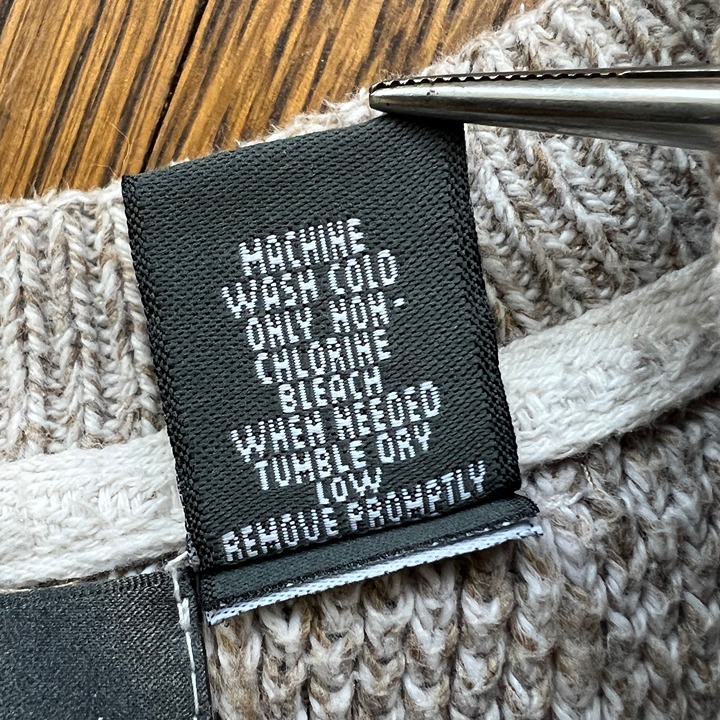 MACHINE
WASH COLD
ONLY NON-
CHLORINE
BLEACH
WHEN NEEDED
TUMBLE DRY
LOW
REMOVE PROMPTLY